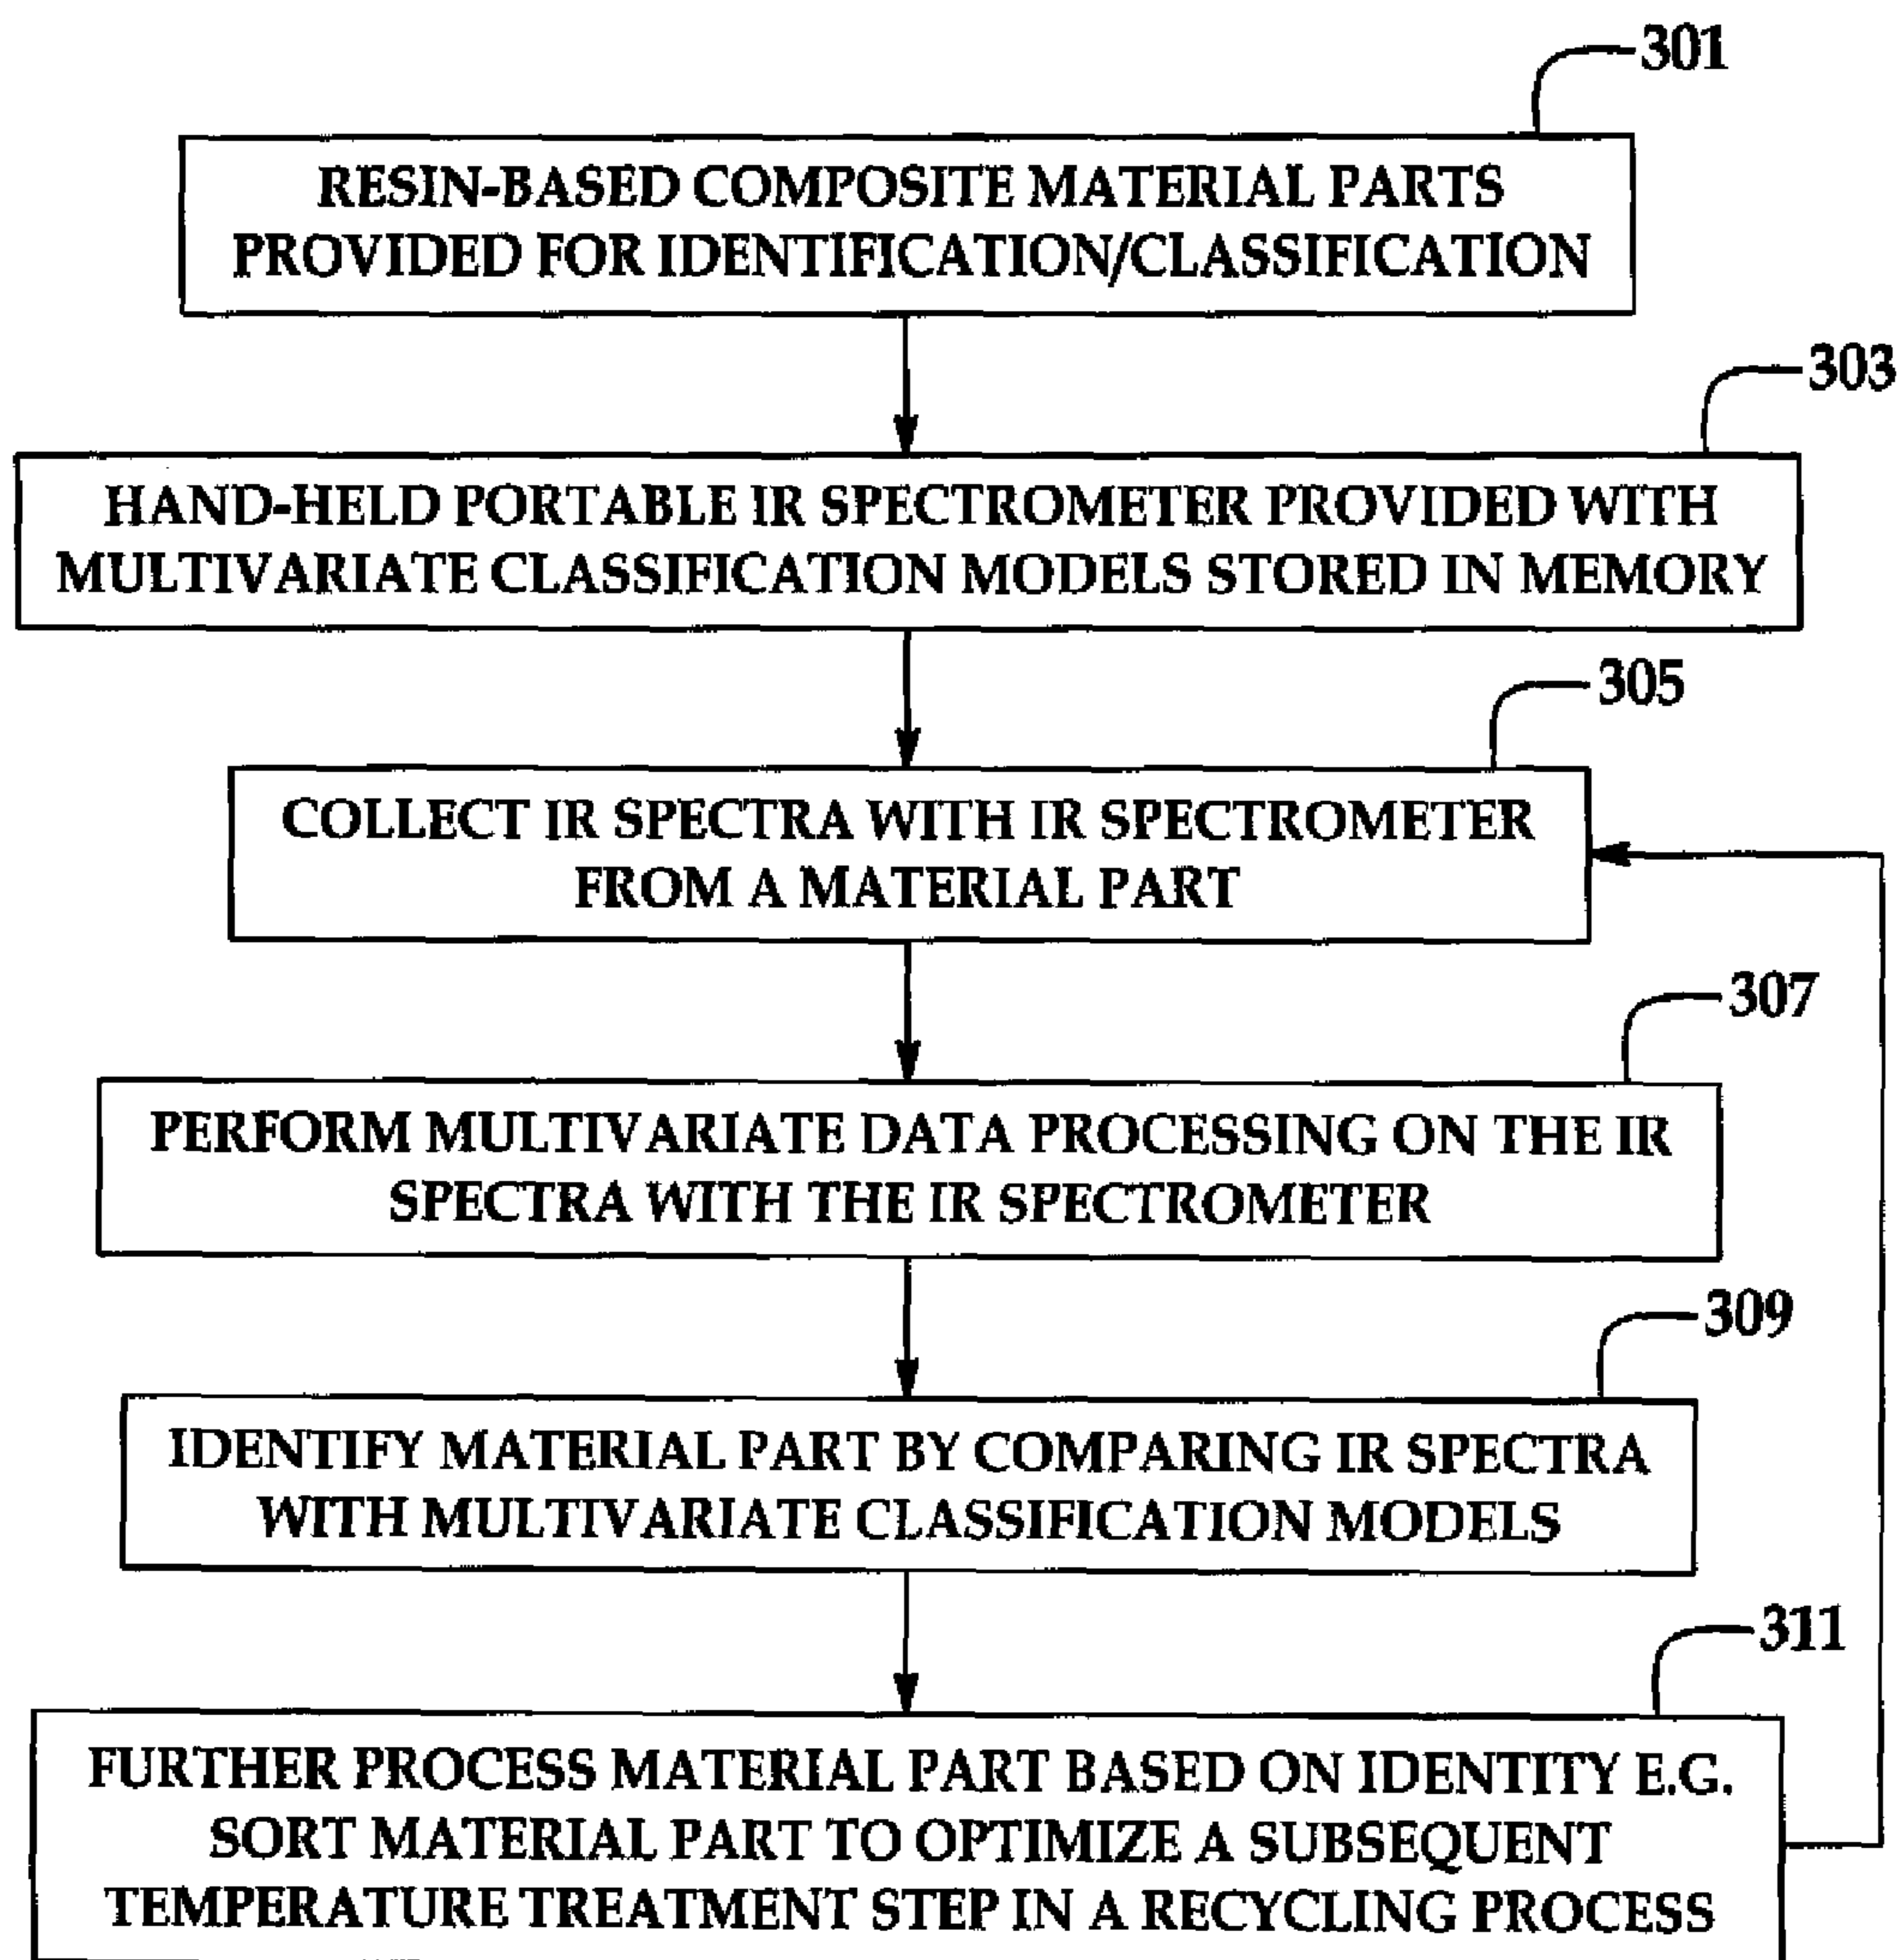 301
RESIN-BASED COMPOSITE MATERIAL PARTS
PROVIDED FOR IDENTIFICATION/CLASSIFICATION
303
HAND-HELD PORTABLE IR SPECTROMETER PROVIDED WITH
MULTIVARIATE CLASSIFICATION MODELS STORED IN MEMORY
305
COLLECT IR SPECTRA WITH IR SPECTROMETER
FROM A MATERIAL PART
307
PERFORM MULTIVARIATE DATA PROCESSING ON THE IR
SPECTRA WITH THE IR SPECTROMETER
309
IDENTIFY MATERIAL PART BY COMPARING IR SPECTRA
WITH MULTIVARIATE CLASSIFICATION MODELS
311
FURTHER PROCESS MATERIAL PART BASED ON IDENTITY E.G.
SORT MATERIAL PART TO OPTIMIZE A SUBSEQUENT
TEMPERATURE TREATMENT STEP IN A RECYCLING PROCESS